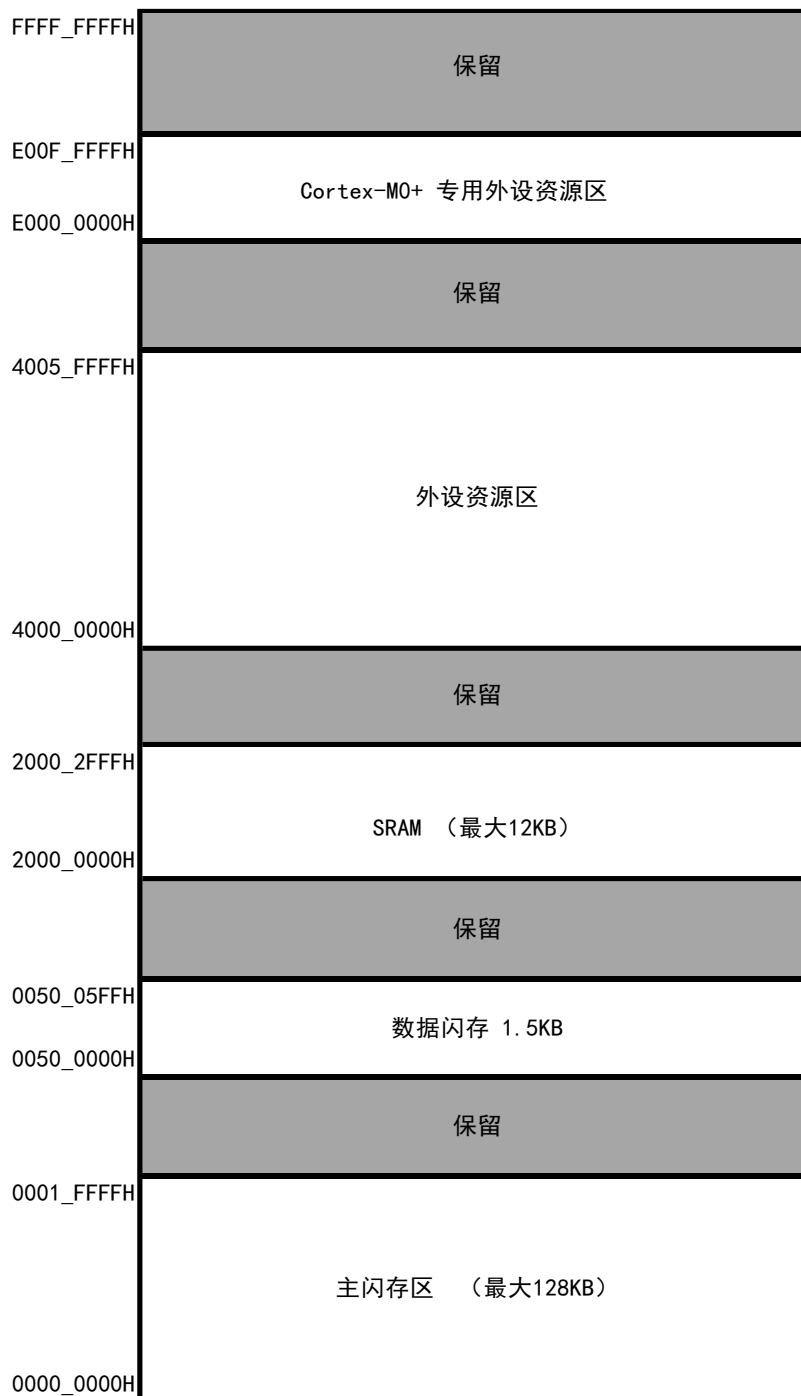 FFFF_FFFFH
保留
E00F_FFFFH
Cortex-M0+ 专用外设资源区
E000_0000H
保留
4005_FFFFH
外设资源区
4000_0000H
保留
2000_2FFFH
SRAM （最大12KB）
2000_0000H
保留
0050_05FFH
数据闪存 1.5KB
0050_0000H
保留
0001_FFFFH
主闪存区 （最大128KB）
0000_0000H